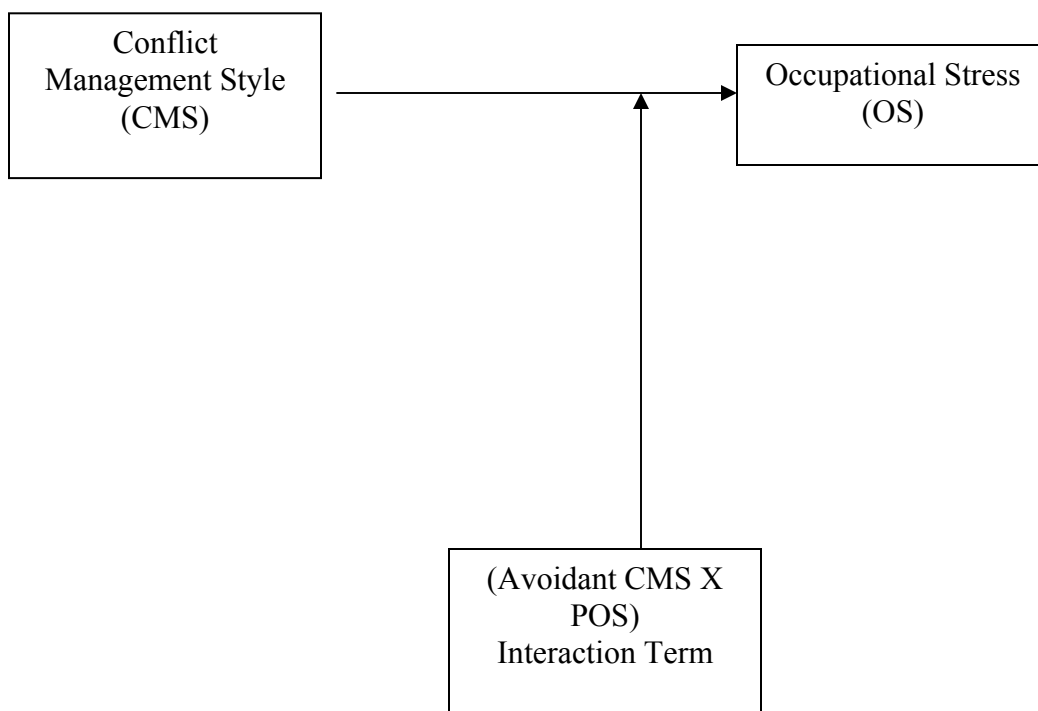 Conflict
Management Style
(CMS)
Occupational Stress
(OS)
(Avoidant CMS X
POS)
Interaction Term